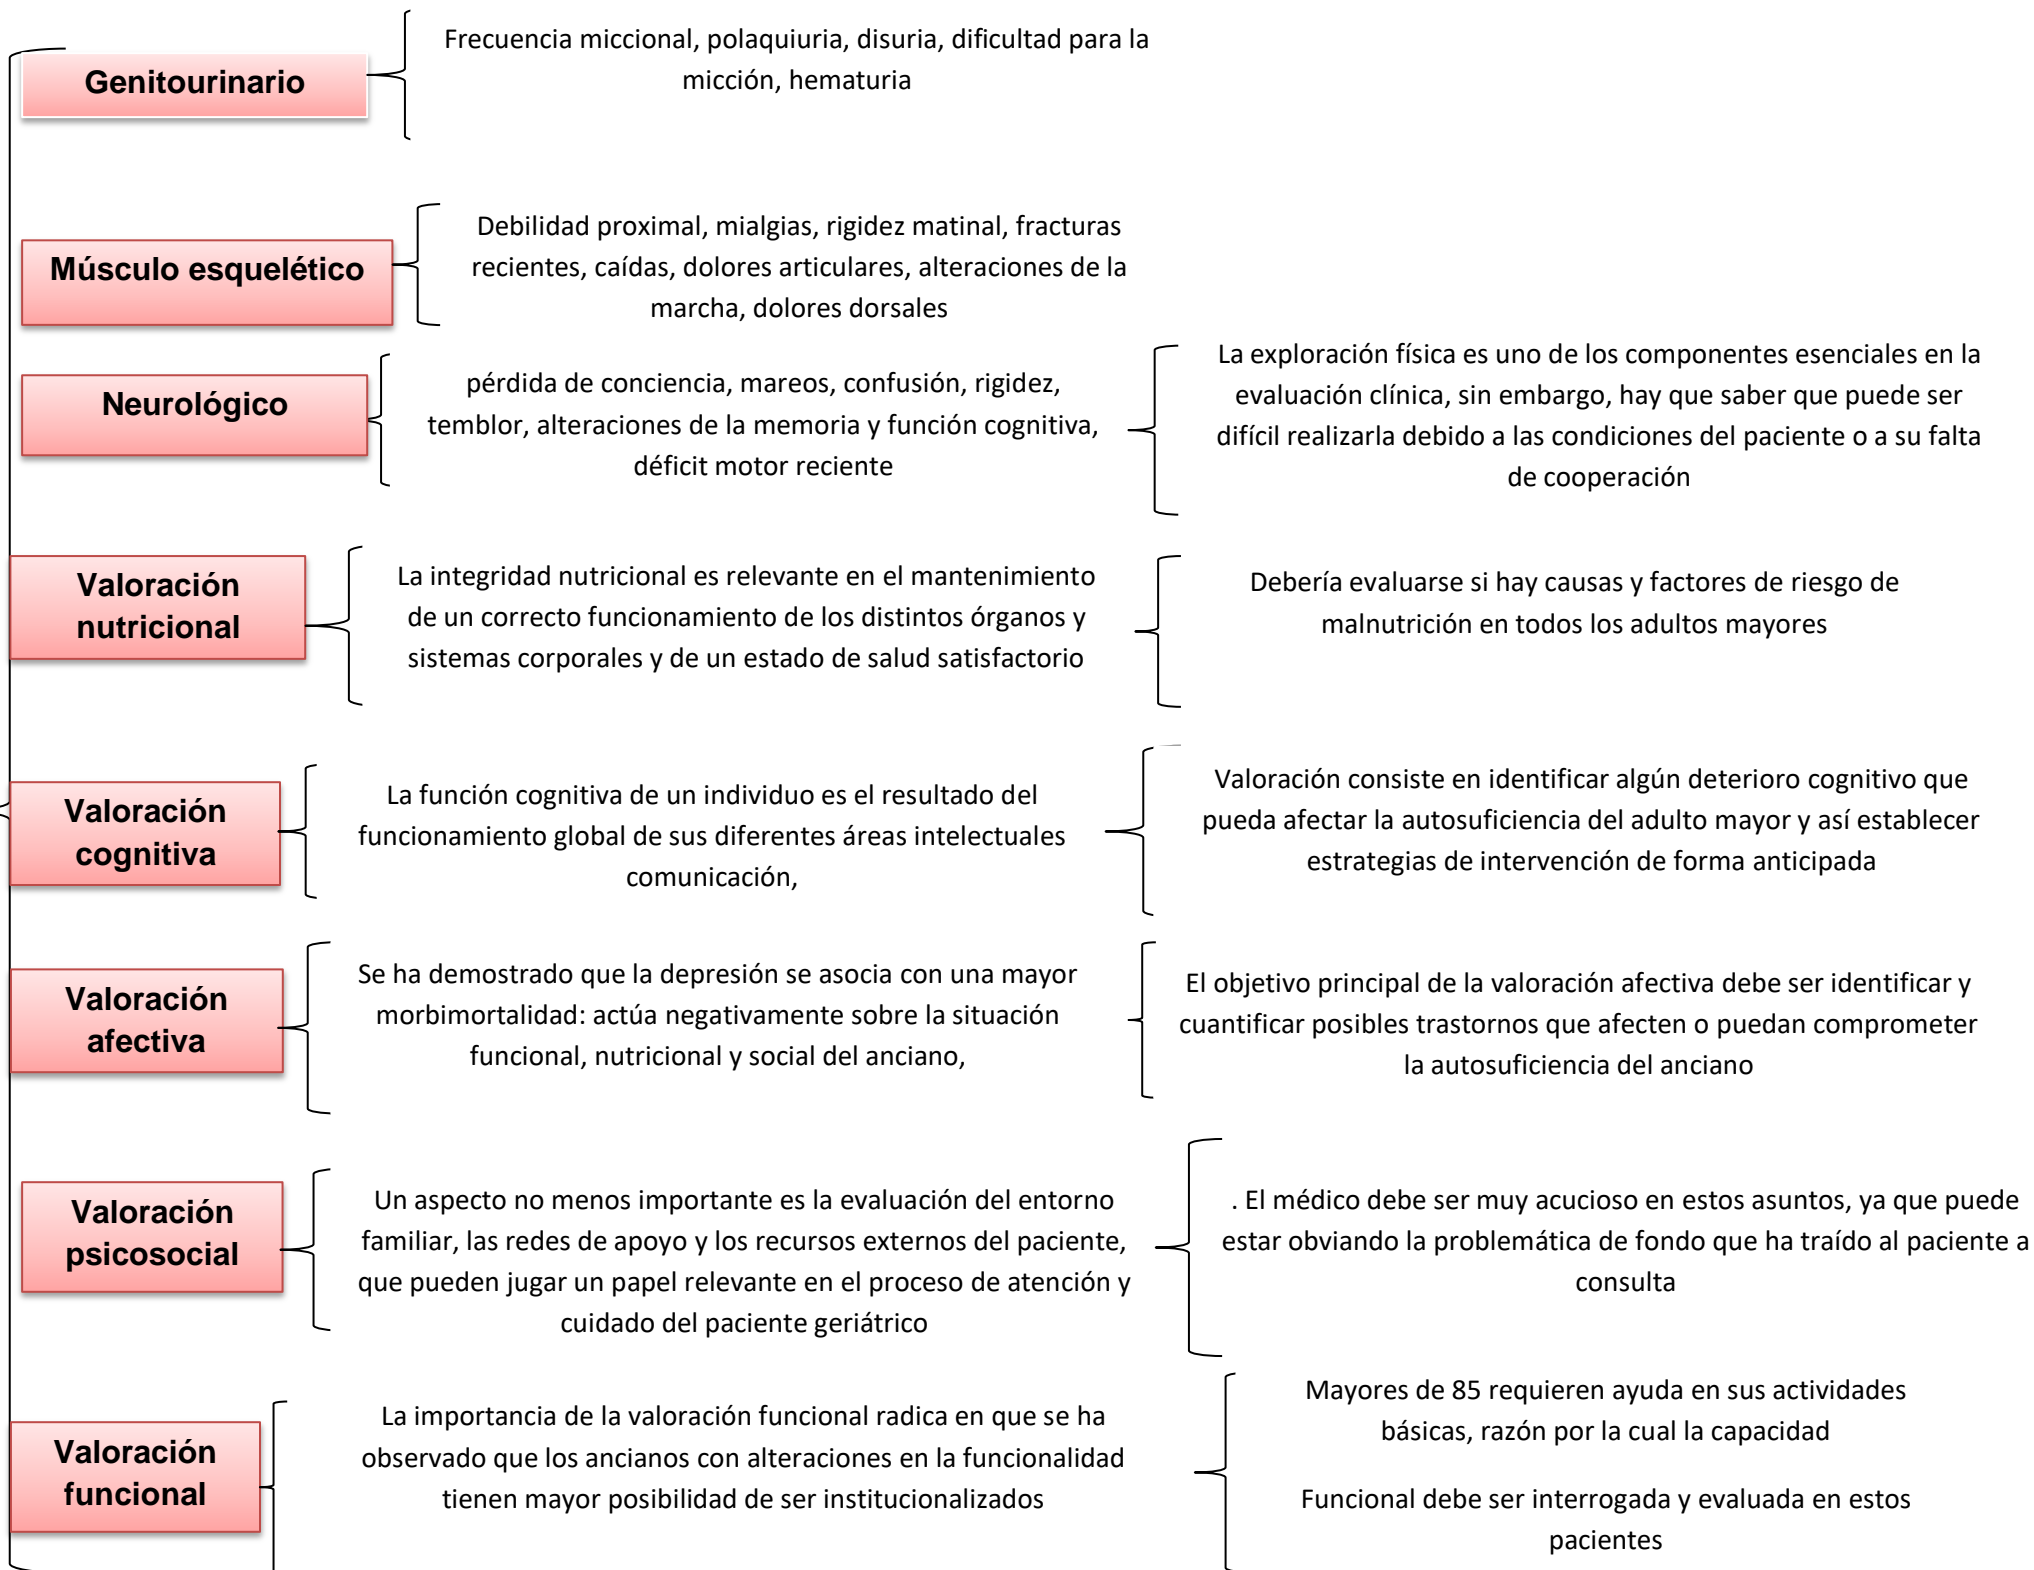 Genitourinario
Frecuencia miccional, polaquiuria, disuria, dificultad para la
micción, hematuria
Músculo esquelético
Debilidad proximal, mialgias, rigidez matinal, fracturas
recientes, caídas, dolores articulares, alteraciones de la
marcha, dolores dorsales
Neurológico
pérdida de conciencia, mareos, confusión, rigidez,
temblor, alteraciones de la memoria y función cognitiva,
déficit motor reciente
La exploración física es uno de los componentes esenciales en la
evaluación clínica, sin embargo, hay que saber que puede ser
difícil realizarla debido a las condiciones del paciente o a su falta
de cooperación
Valoración
nutricional
La integridad nutricional es relevante en el mantenimiento
de un correcto funcionamiento de los distintos órganos y
sistemas corporales y de un estado de salud satisfactorio
Debería evaluarse si hay causas y factores de riesgo de
malnutrición en todos los adultos mayores
Valoración
cognitiva
La función cognitiva de un individuo es el resultado del
funcionamiento global de sus diferentes áreas intelectuales
comunicación,
Valoración consiste en identificar algún deterioro cognitivo que
pueda afectar la autosuficiencia del adulto mayor y así establecer
estrategias de intervención de forma anticipada
Valoración
afectiva
Se ha demostrado que la depresión se asocia con una mayor
morbimortalidad: actúa negativamente sobre la situación
funcional, nutricional y social del anciano,
El objetivo principal de la valoración afectiva debe ser identificar y
cuantificar posibles trastornos que afecten o puedan comprometer
la autosuficiencia del anciano
Valoración
psicosocial
Un aspecto no menos importante es la evaluación del entorno
familiar, las redes de apoyo y los recursos externos del paciente,
que pueden jugar un papel relevante en el proceso de atención y
cuidado del paciente geriátrico
. El médico debe ser muy acucioso en estos asuntos, ya que puede
estar obviando la problemática de fondo que ha traído al paciente a
consulta
Valoración
funcional
La importancia de la valoración funcional radica en que se ha
observado que los ancianos con alteraciones en la funcionalidad
tienen mayor posibilidad de ser institucionalizados
Mayores de 85 requieren ayuda en sus actividades
básicas, razón por la cual la capacidad
Funcional debe ser interrogada y evaluada en estos
pacientes